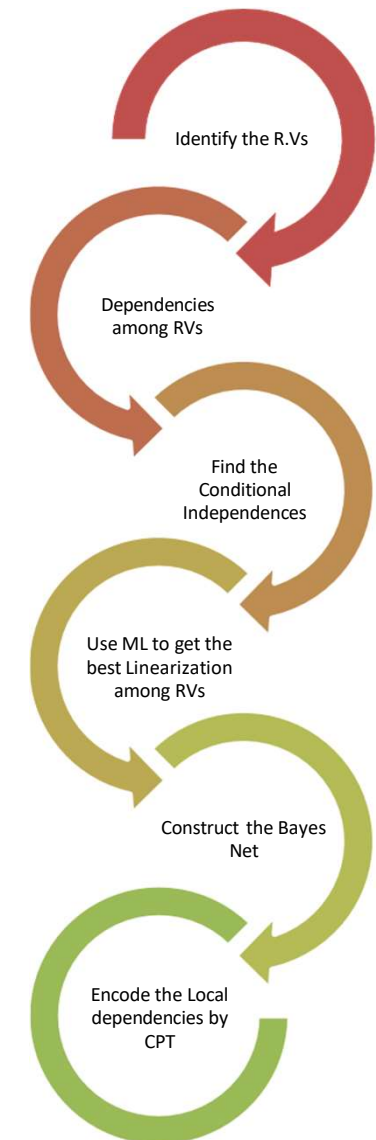 Identify the R.Vs
Dependencies
among RVs
Find the
Conditional
Independences
Use ML to get the
best Linearization
among RVs
Construct the Bayes
Net
Encode the Local
dependencies by
CPT